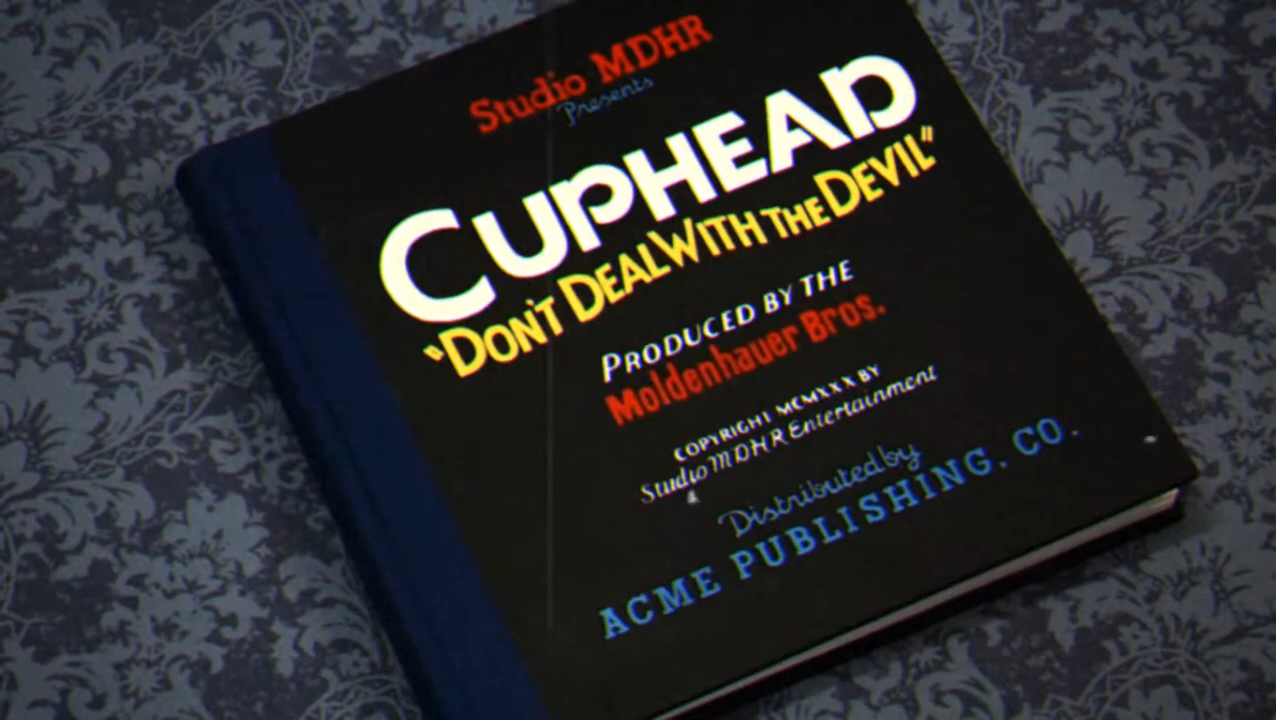 Studio MDHR
Presents
CUPHEAD
"DON'T DEAL WITH THE DEVIL"
PRODUCED BY THE
Moldenhauer Bros.
COPYRIGHT MCMXXX BY
Studio MDHR Entertainment
Distributed by
ACME PUBLISHING. CO.